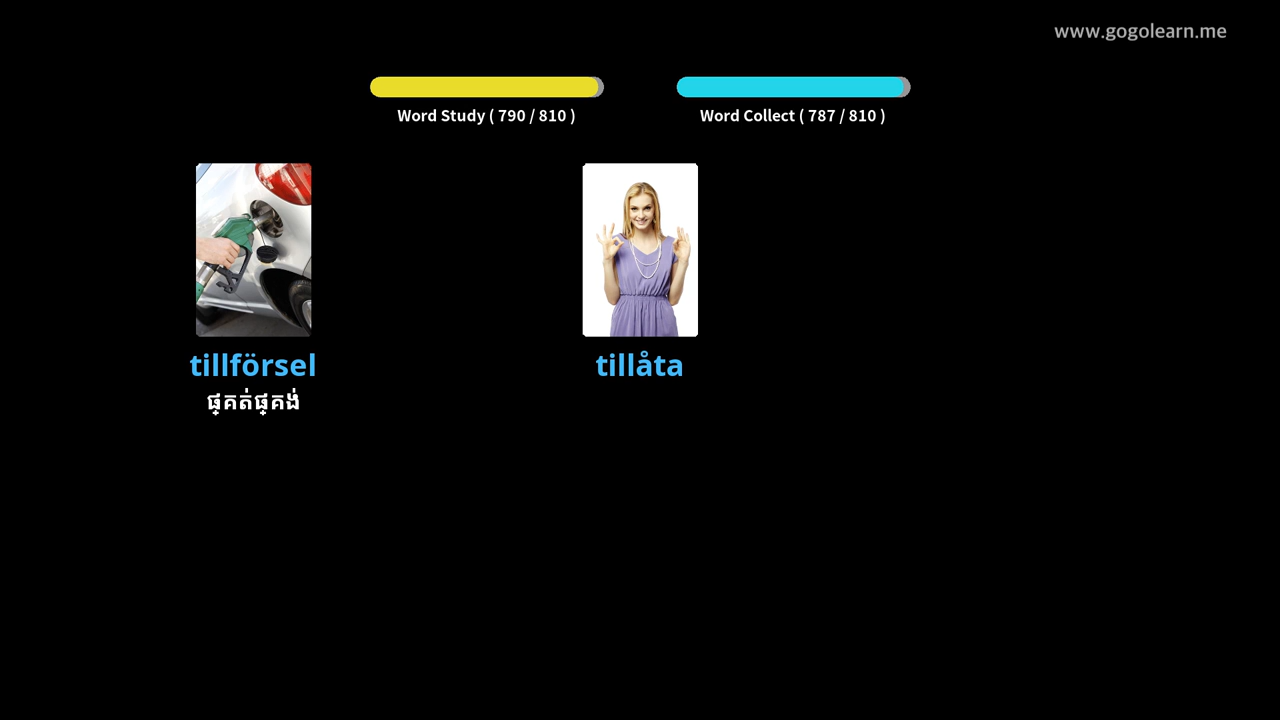 www.gogolearn.me
Word Study ( 790 / 810 )
Word Collect ( 787 / 810 )
tillförsel
ផ្គត់ផ្គង់
tillåta